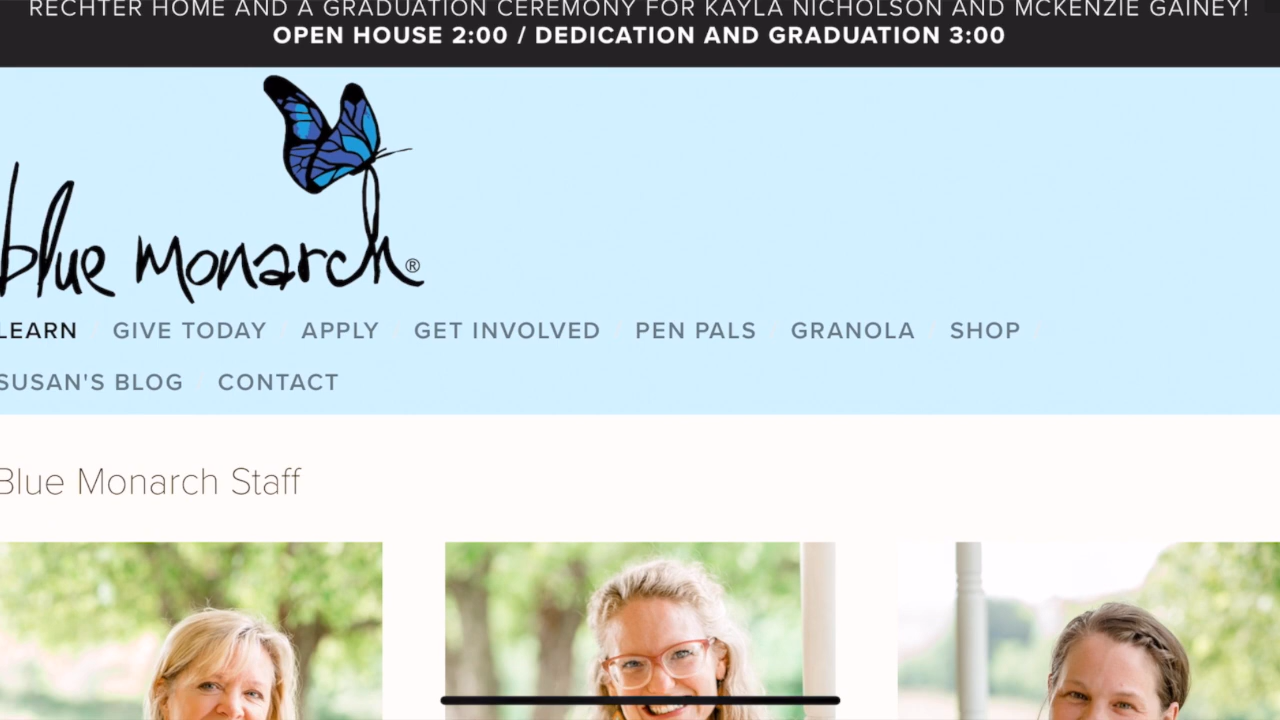 RECHTER HOME AND A GRADUATION CEREMONY FOR KAYLA NICHOLSON AND MCKENZIE GAINEY!
OPEN HOUSE 2:00 / DEDICATION AND GRADUATION 3:00
blue monarch®
LEARN GIVE TODAY APPLY GET INVOLVED PEN PALS GRANOLA SHOP
SUSAN'S BLOG CONTACT
Blue Monarch Staff